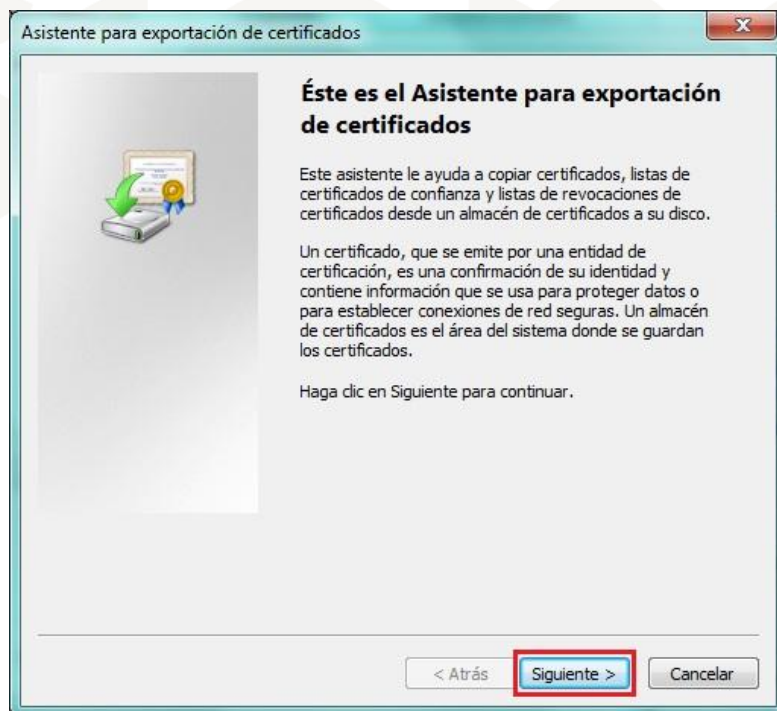 Asistente para exportación de certificados
Éste es el Asistente para exportación
de certificados
Este asistente le ayuda a copiar certificados, listas de
certificados de confianza y listas de revocaciones de
certificados desde un almacén de certificados a su disco.
Un certificado, que se emite por una entidad de
certificación, es una confirmación de su identidad y
contiene información que se usa para proteger datos o
para establecer conexiones de red seguras. Un almacén
de certificados es el área del sistema donde se guardan
los certificados.
Haga clic en Siguiente para continuar.
< Atrás Siguiente > Cancelar